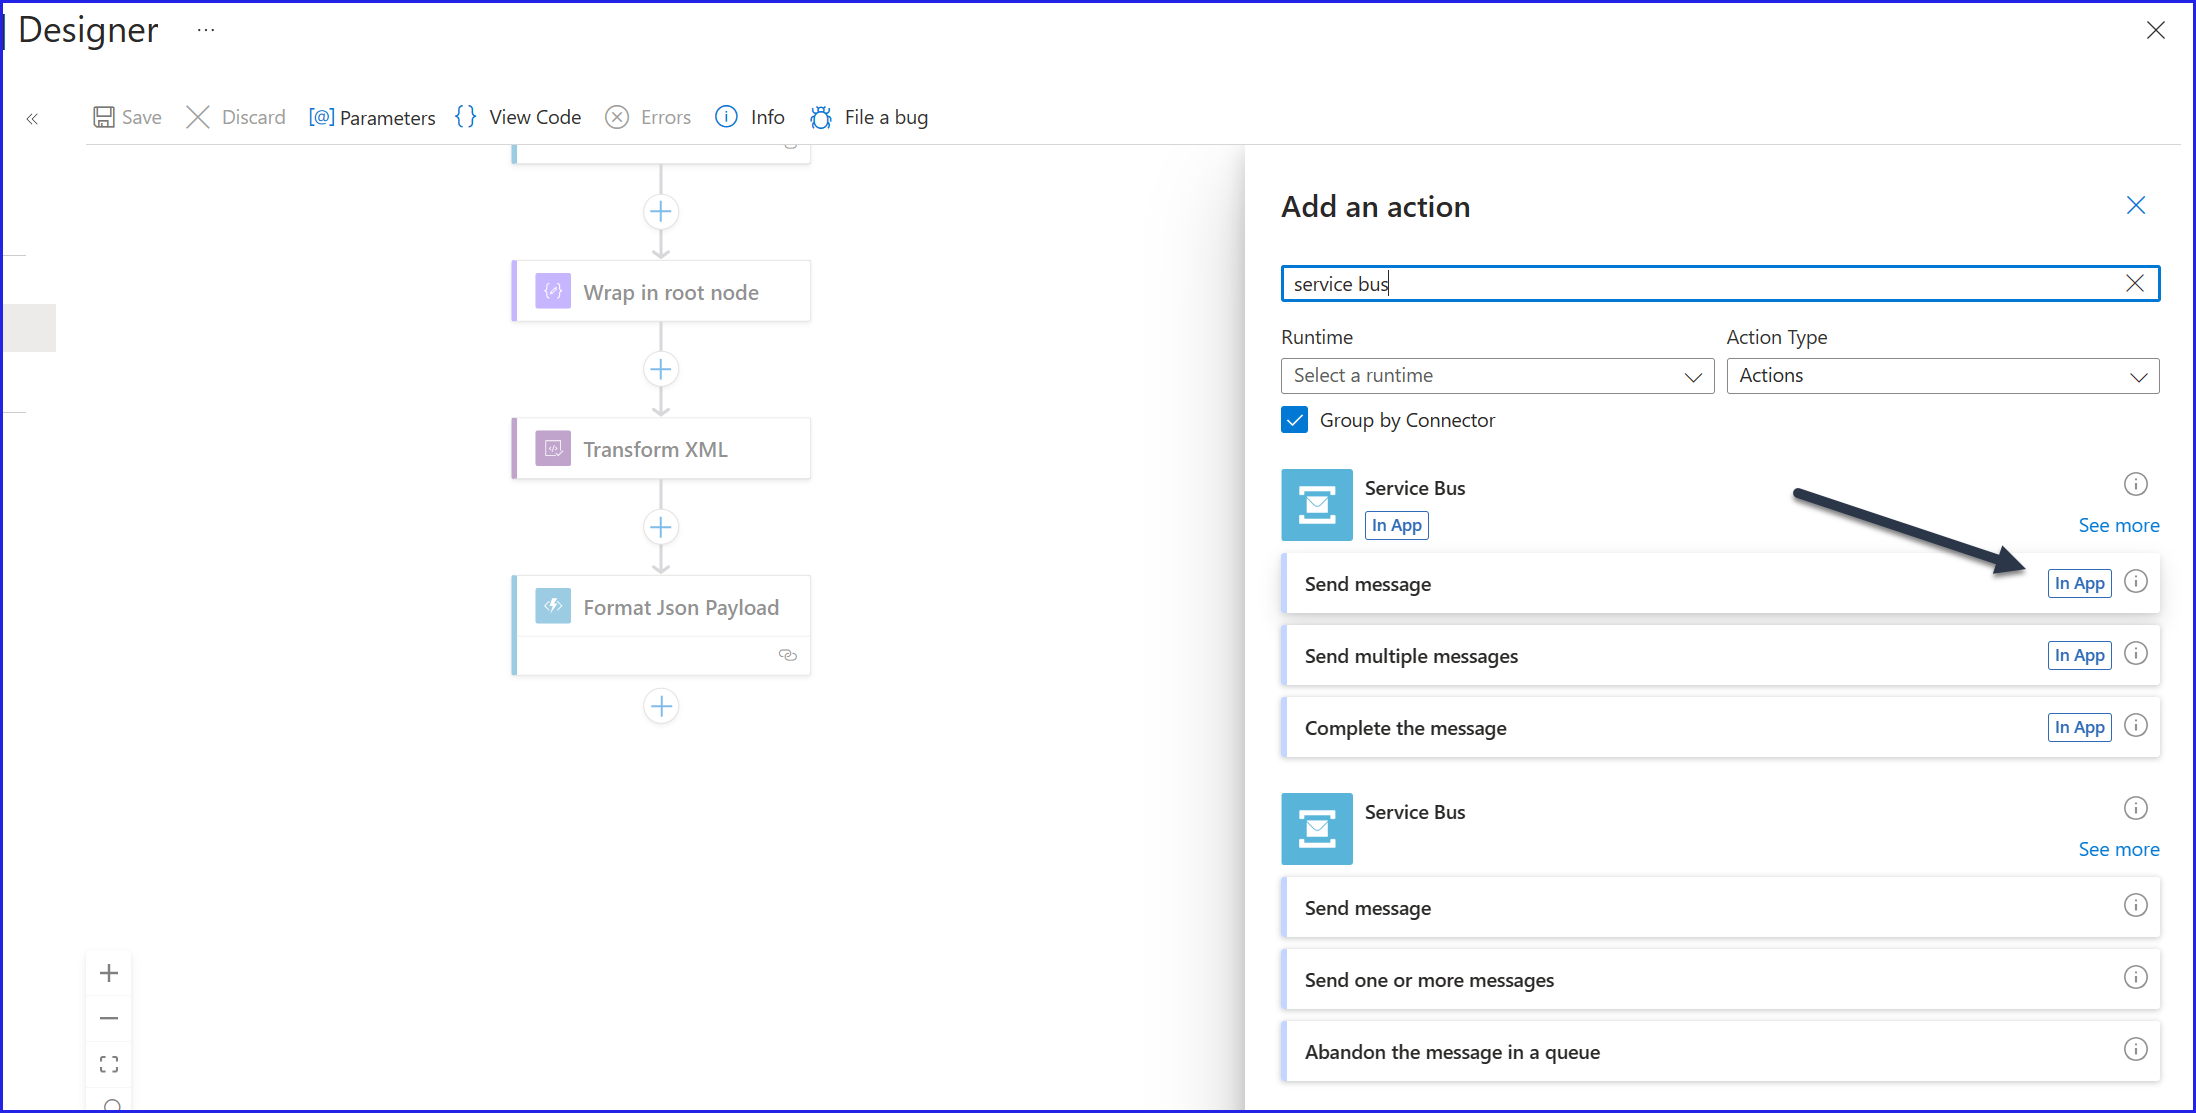 Designer ...
« Save Discard [@] Parameters {} View Code Errors Info File a bug
Wrap in root node
Transform XML
Format Json Payload
Add an action
service bus
Runtime Action Type
Select a runtime Actions
Group by Connector
Service Bus
In App
See more
Send message In App
Send multiple messages In App
Complete the message In App
Service Bus
See more
Send message
Send one or more messages
Abandon the message in a queue